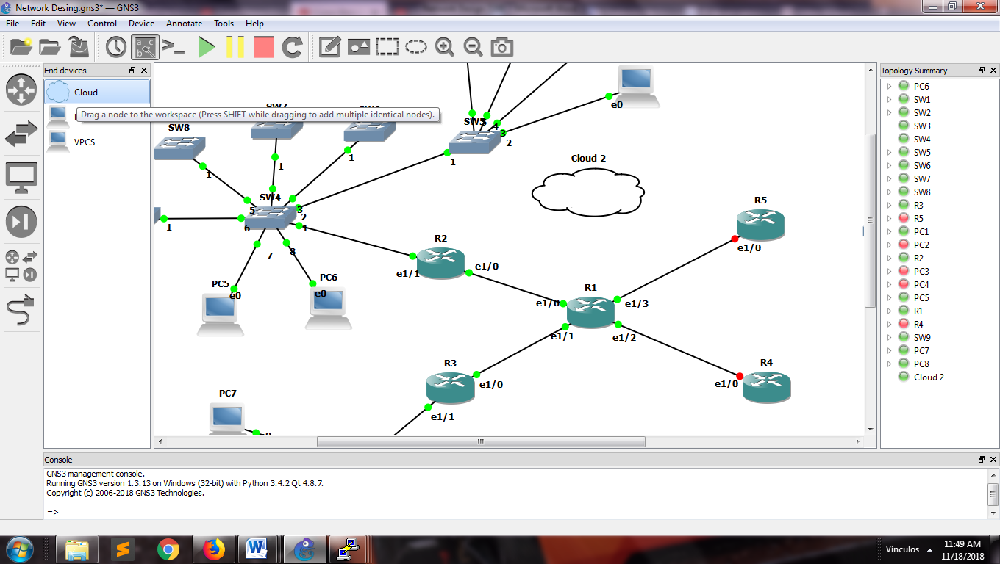 Network Desing.gns3* — GNS3
File Edit View Control Device Annotate Tools Help
End devices
Cloud
VPCS
Drag a node to the workspace (Press SHIFT while dragging to add multiple identical nodes).
SW7
SW8
SW5
5
4
3
2
1
e0
Cloud 2
1
1
1
SW1
4
5
3
2
1
6
7
8
1
R2
e1/1
e1/0
R5
e1/0
R1
e1/0
e1/3
e1/1
e1/2
PC5
e0
PC6
e0
R3
e1/0
e1/1
R4
e1/0
PC7
e0
Topology Summary
PC6
SW1
SW2
SW3
SW4
SW5
SW6
SW7
SW8
R3
R5
PC1
PC2
R2
PC3
PC4
PC5
R1
R4
SW9
PC7
PC8
Cloud 2
Console
GNS3 management console.
Running GNS3 version 1.3.13 on Windows (32-bit) with Python 3.4.2 Qt 4.8.7.
Copyright (c) 2006-2018 GNS3 Technologies.
=>
Vínculos
11:49 AM
11/18/2018